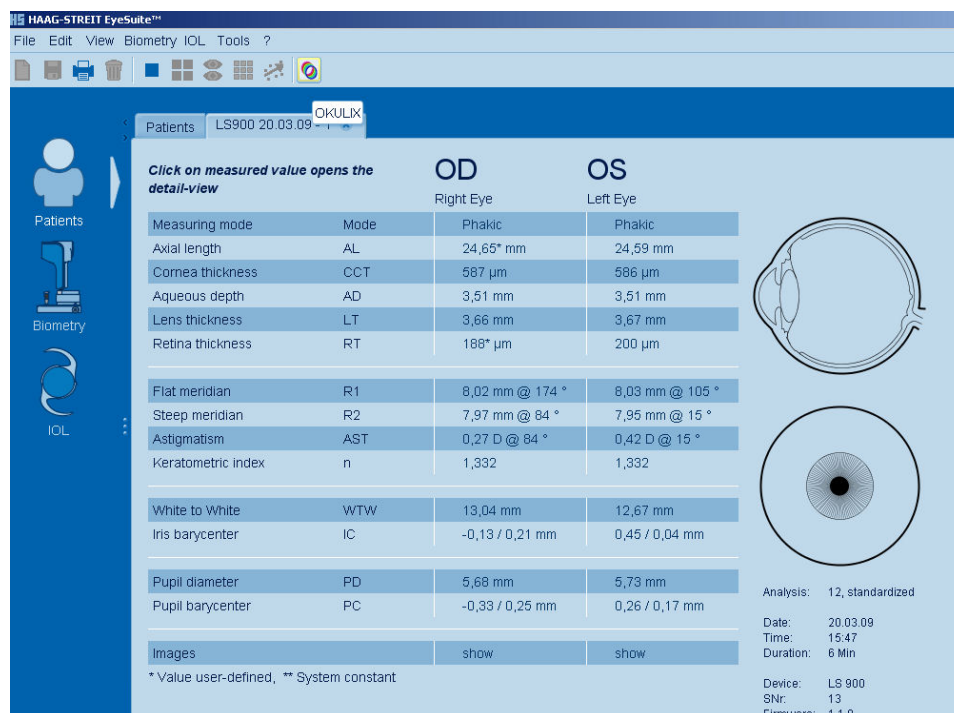 HS HAAG-STREIT EyeSuite™
File Edit View Biometry IOL Tools ?
OKULIX
Patients LS900 20.03.09 - 1
Click on measured value opens the
detail-view
OD OS
Right Eye Left Eye
Patients
Biometry
IOL
Measuring mode Mode Phakic Phakic
Axial length AL 24,65* mm 24,59 mm
Cornea thickness CCT 587 µm 586 µm
Aqueous depth AD 3,51 mm 3,51 mm
Lens thickness LT 3,66 mm 3,67 mm
Retina thickness RT 188* µm 200 µm
Flat meridian R1 8,02 mm @ 174 ° 8,03 mm @ 105 °
Steep meridian R2 7,97 mm @ 84 ° 7,95 mm @ 15 °
Astigmatism AST 0,27 D @ 84 ° 0,42 D @ 15 °
Keratometric index n 1,332 1,332
White to White WTW 13,04 mm 12,67 mm
Iris barycenter IC -0,13 / 0,21 mm 0,45 / 0,04 mm
Pupil diameter PD 5,68 mm 5,73 mm
Pupil barycenter PC -0,33 / 0,25 mm 0,26 / 0,17 mm
Images show show
* Value user-defined, ** System constant
Analysis: 12, standardized
Date: 20.03.09
Time: 15:47
Duration: 6 Min
Device: LS 900
SNr: 13